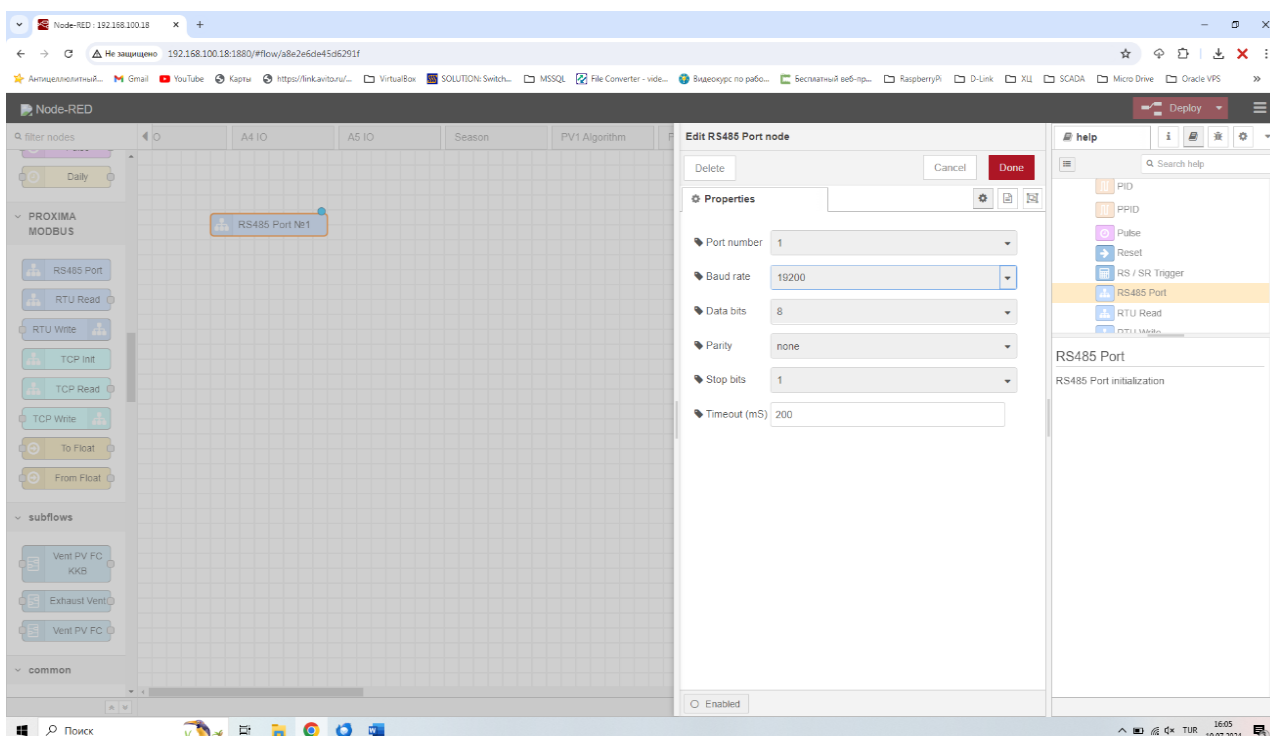 Node-RED : 192.168.100.18
Не защищено 192.168.100.18:1880/#flow/a8e2e6de45d6291f
Антицеллюлитный... Gmail YouTube Карты https://link.avito.ru/... VirtualBox SOLUTION: Switch... MSSQL File Converter - vide... Видеокурс по рабо... Бесплатный веб-пр... RaspberryPi D-Link ХЦ SCADA Micro Drive Oracle VPS
Node-RED
Deploy
filter nodes
O A4 IO A5 IO Season PV1 Algorithm
Daily
PROXIMA
MODBUS
RS485 Port
RTU Read
RTU Write
TCP Init
TCP Read
TCP Write
To Float
From Float
subflows
Vent PV FC
KKB
Exhaust Vent
Vent PV FC
common
RS485 Port №1
Edit RS485 Port node
Delete Cancel Done
Properties
Port number 1
Baud rate 19200
Data bits 8
Parity none
Stop bits 1
Timeout (mS) 200
Enabled
help
Search help
PID
PPID
Pulse
Reset
RS / SR Trigger
RS485 Port
RTU Read
RTU Write
RS485 Port
RS485 Port initialization
Поиск
TUR
16:05
19.07.2024